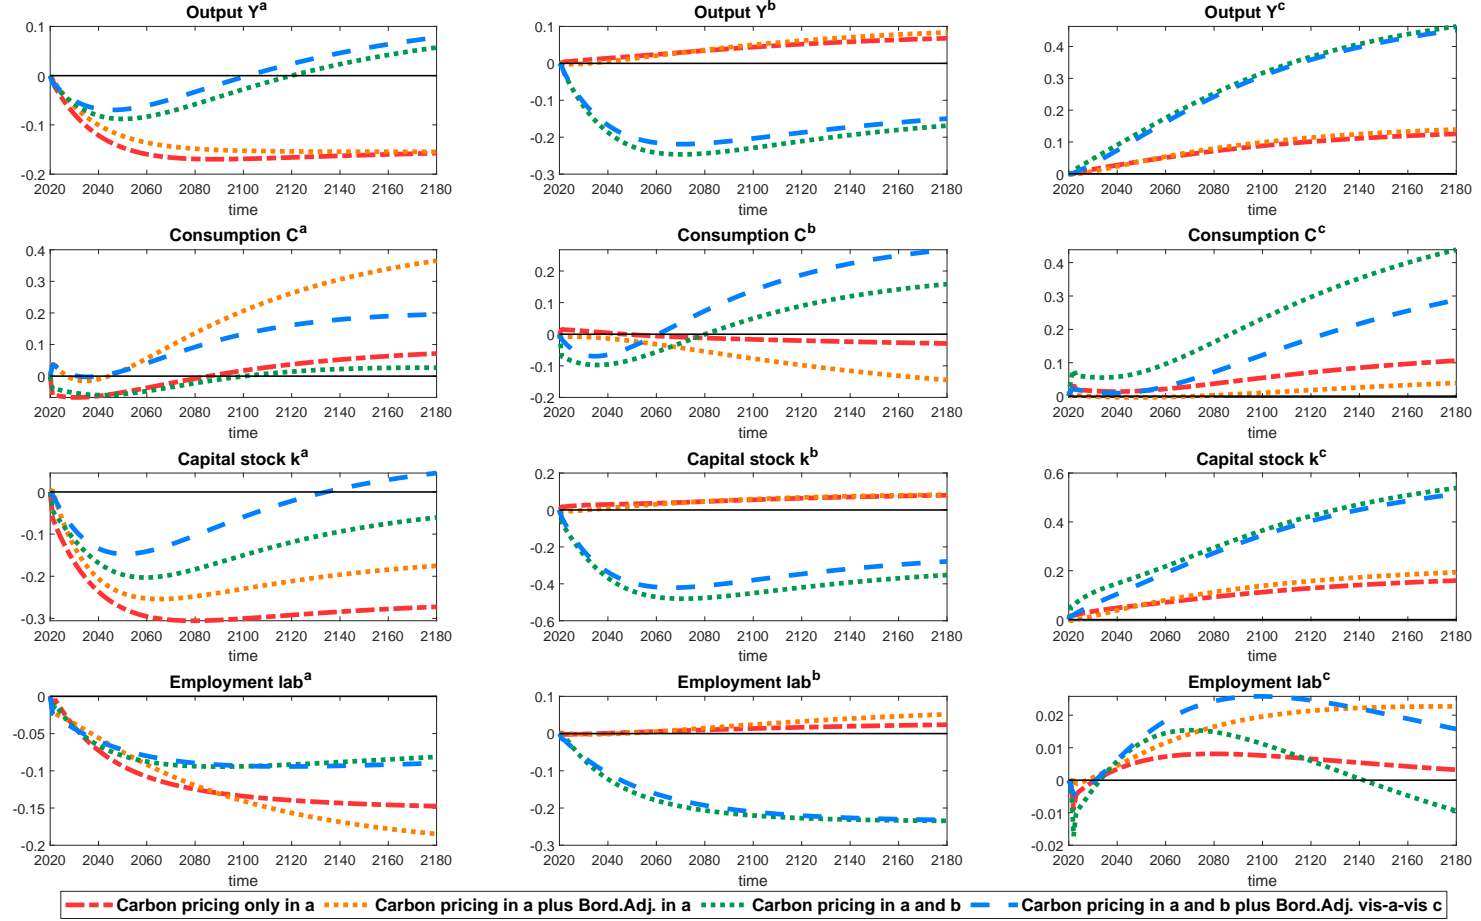 Output Yᵃ
Output Yᵇ
Output Yᶜ
0.1
0
-0.1
-0.2
2020 2040 2060 2080 2100 2120 2140 2160 2180
time
0.1
0
-0.1
-0.2
-0.3
2020 2040 2060 2080 2100 2120 2140 2160 2180
time
0.4
0.3
0.2
0.1
0
2020 2040 2060 2080 2100 2120 2140 2160 2180
time
Consumption Cᵃ
Consumption Cᵇ
Consumption Cᶜ
0.4
0.3
0.2
0.1
0
2020 2040 2060 2080 2100 2120 2140 2160 2180
time
0.2
0.1
0
-0.1
-0.2
2020 2040 2060 2080 2100 2120 2140 2160 2180
time
0.4
0.3
0.2
0.1
0
2020 2040 2060 2080 2100 2120 2140 2160 2180
time
Capital stock kᵃ
Capital stock kᵇ
Capital stock kᶜ
0
-0.1
-0.2
-0.3
2020 2040 2060 2080 2100 2120 2140 2160 2180
time
0.2
0
-0.2
-0.4
-0.6
2020 2040 2060 2080 2100 2120 2140 2160 2180
time
0.6
0.4
0.2
0
2020 2040 2060 2080 2100 2120 2140 2160 2180
time
Employment labᵃ
Employment labᵇ
Employment labᶜ
0
-0.05
-0.1
-0.15
-0.2
2020 2040 2060 2080 2100 2120 2140 2160 2180
time
0.1
0
-0.1
-0.2
-0.3
2020 2040 2060 2080 2100 2120 2140 2160 2180
time
0.02
0.01
0
-0.01
-0.02
2020 2040 2060 2080 2100 2120 2140 2160 2180
time
Carbon pricing only in a Carbon pricing in a plus Bord.Adj. in a Carbon pricing in a and b Carbon pricing in a and b plus Bord.Adj. vis-a-vis c